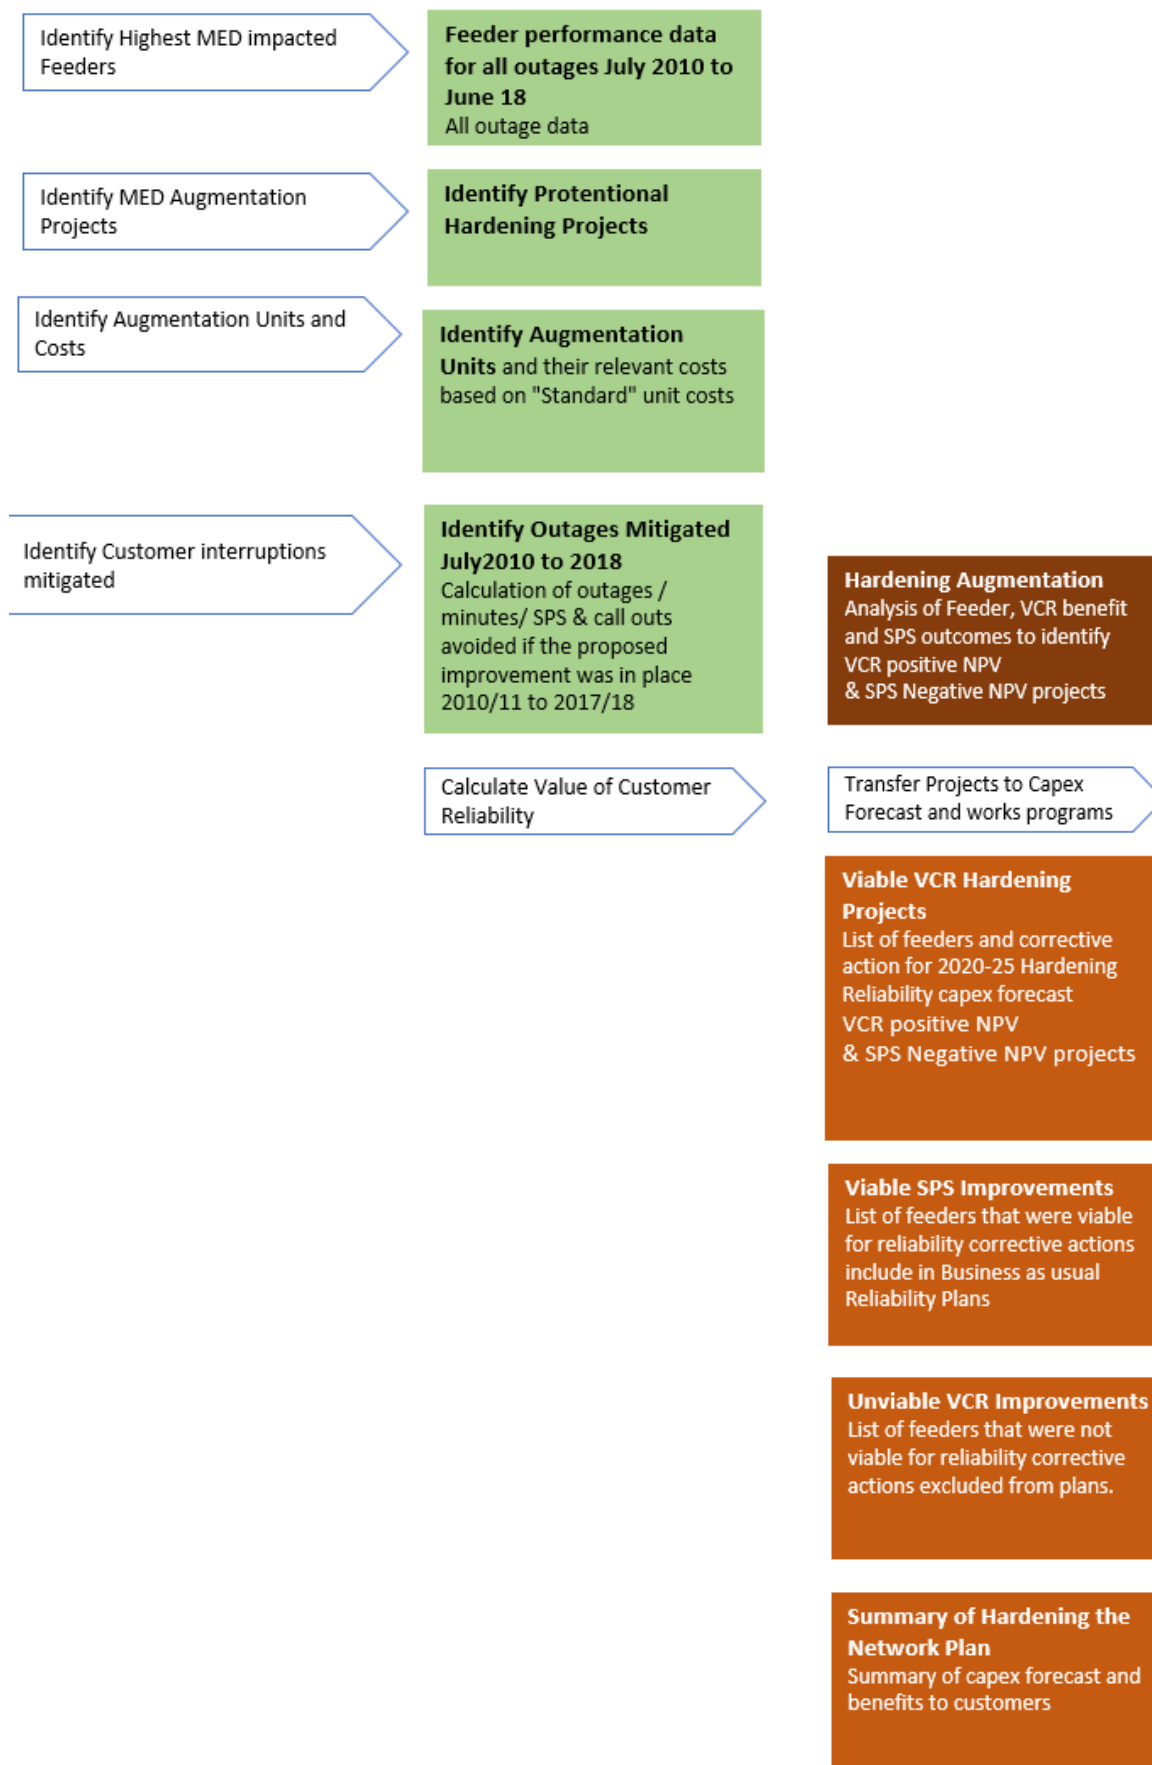 Identify Highest MED impacted
Feeders
Feeder performance data
for all outages July 2010 to
June 18
All outage data
Identify MED Augmentation
Projects
Identify Protentional
Hardening Projects
Identify Augmentation Units and
Costs
Identify Augmentation
Units and their relevant costs
based on "Standard" unit costs
Identify Customer interruptions
mitigated
Identify Outages Mitigated
July2010 to 2018
Calculation of outages /
minutes/ SPS & call outs
avoided if the proposed
improvement was in place
2010/11 to 2017/18
Hardening Augmentation
Analysis of Feeder, VCR benefit
and SPS outcomes to identify
VCR positive NPV
& SPS Negative NPV projects
Calculate Value of Customer
Reliability
Transfer Projects to Capex
Forecast and works programs
Viable VCR Hardening
Projects
List of feeders and corrective
action for 2020-25 Hardening
Reliability capex forecast
VCR positive NPV
& SPS Negative NPV projects
Viable SPS Improvements
List of feeders that were viable
for reliability corrective actions
include in Business as usual
Reliability Plans
Unviable VCR Improvements
List of feeders that were not
viable for reliability corrective
actions excluded from plans.
Summary of Hardening the
Network Plan
Summary of capex forecast and
benefits to customers